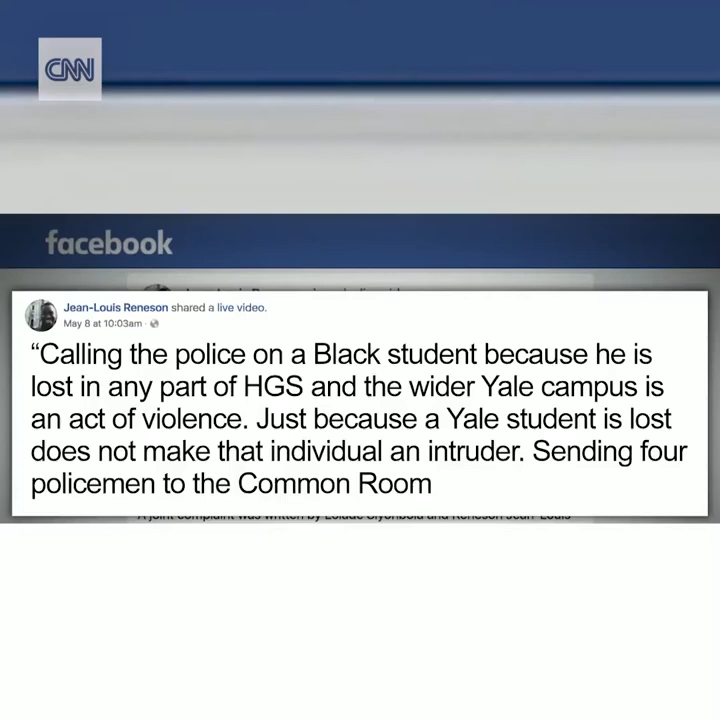 CNN
facebook
Jean-Louis Reneson shared a live video.
May 8 at 10:03am
“Calling the police on a Black student because he is
lost in any part of HGS and the wider Yale campus is
an act of violence. Just because a Yale student is lost
does not make that individual an intruder. Sending four
policemen to the Common Room